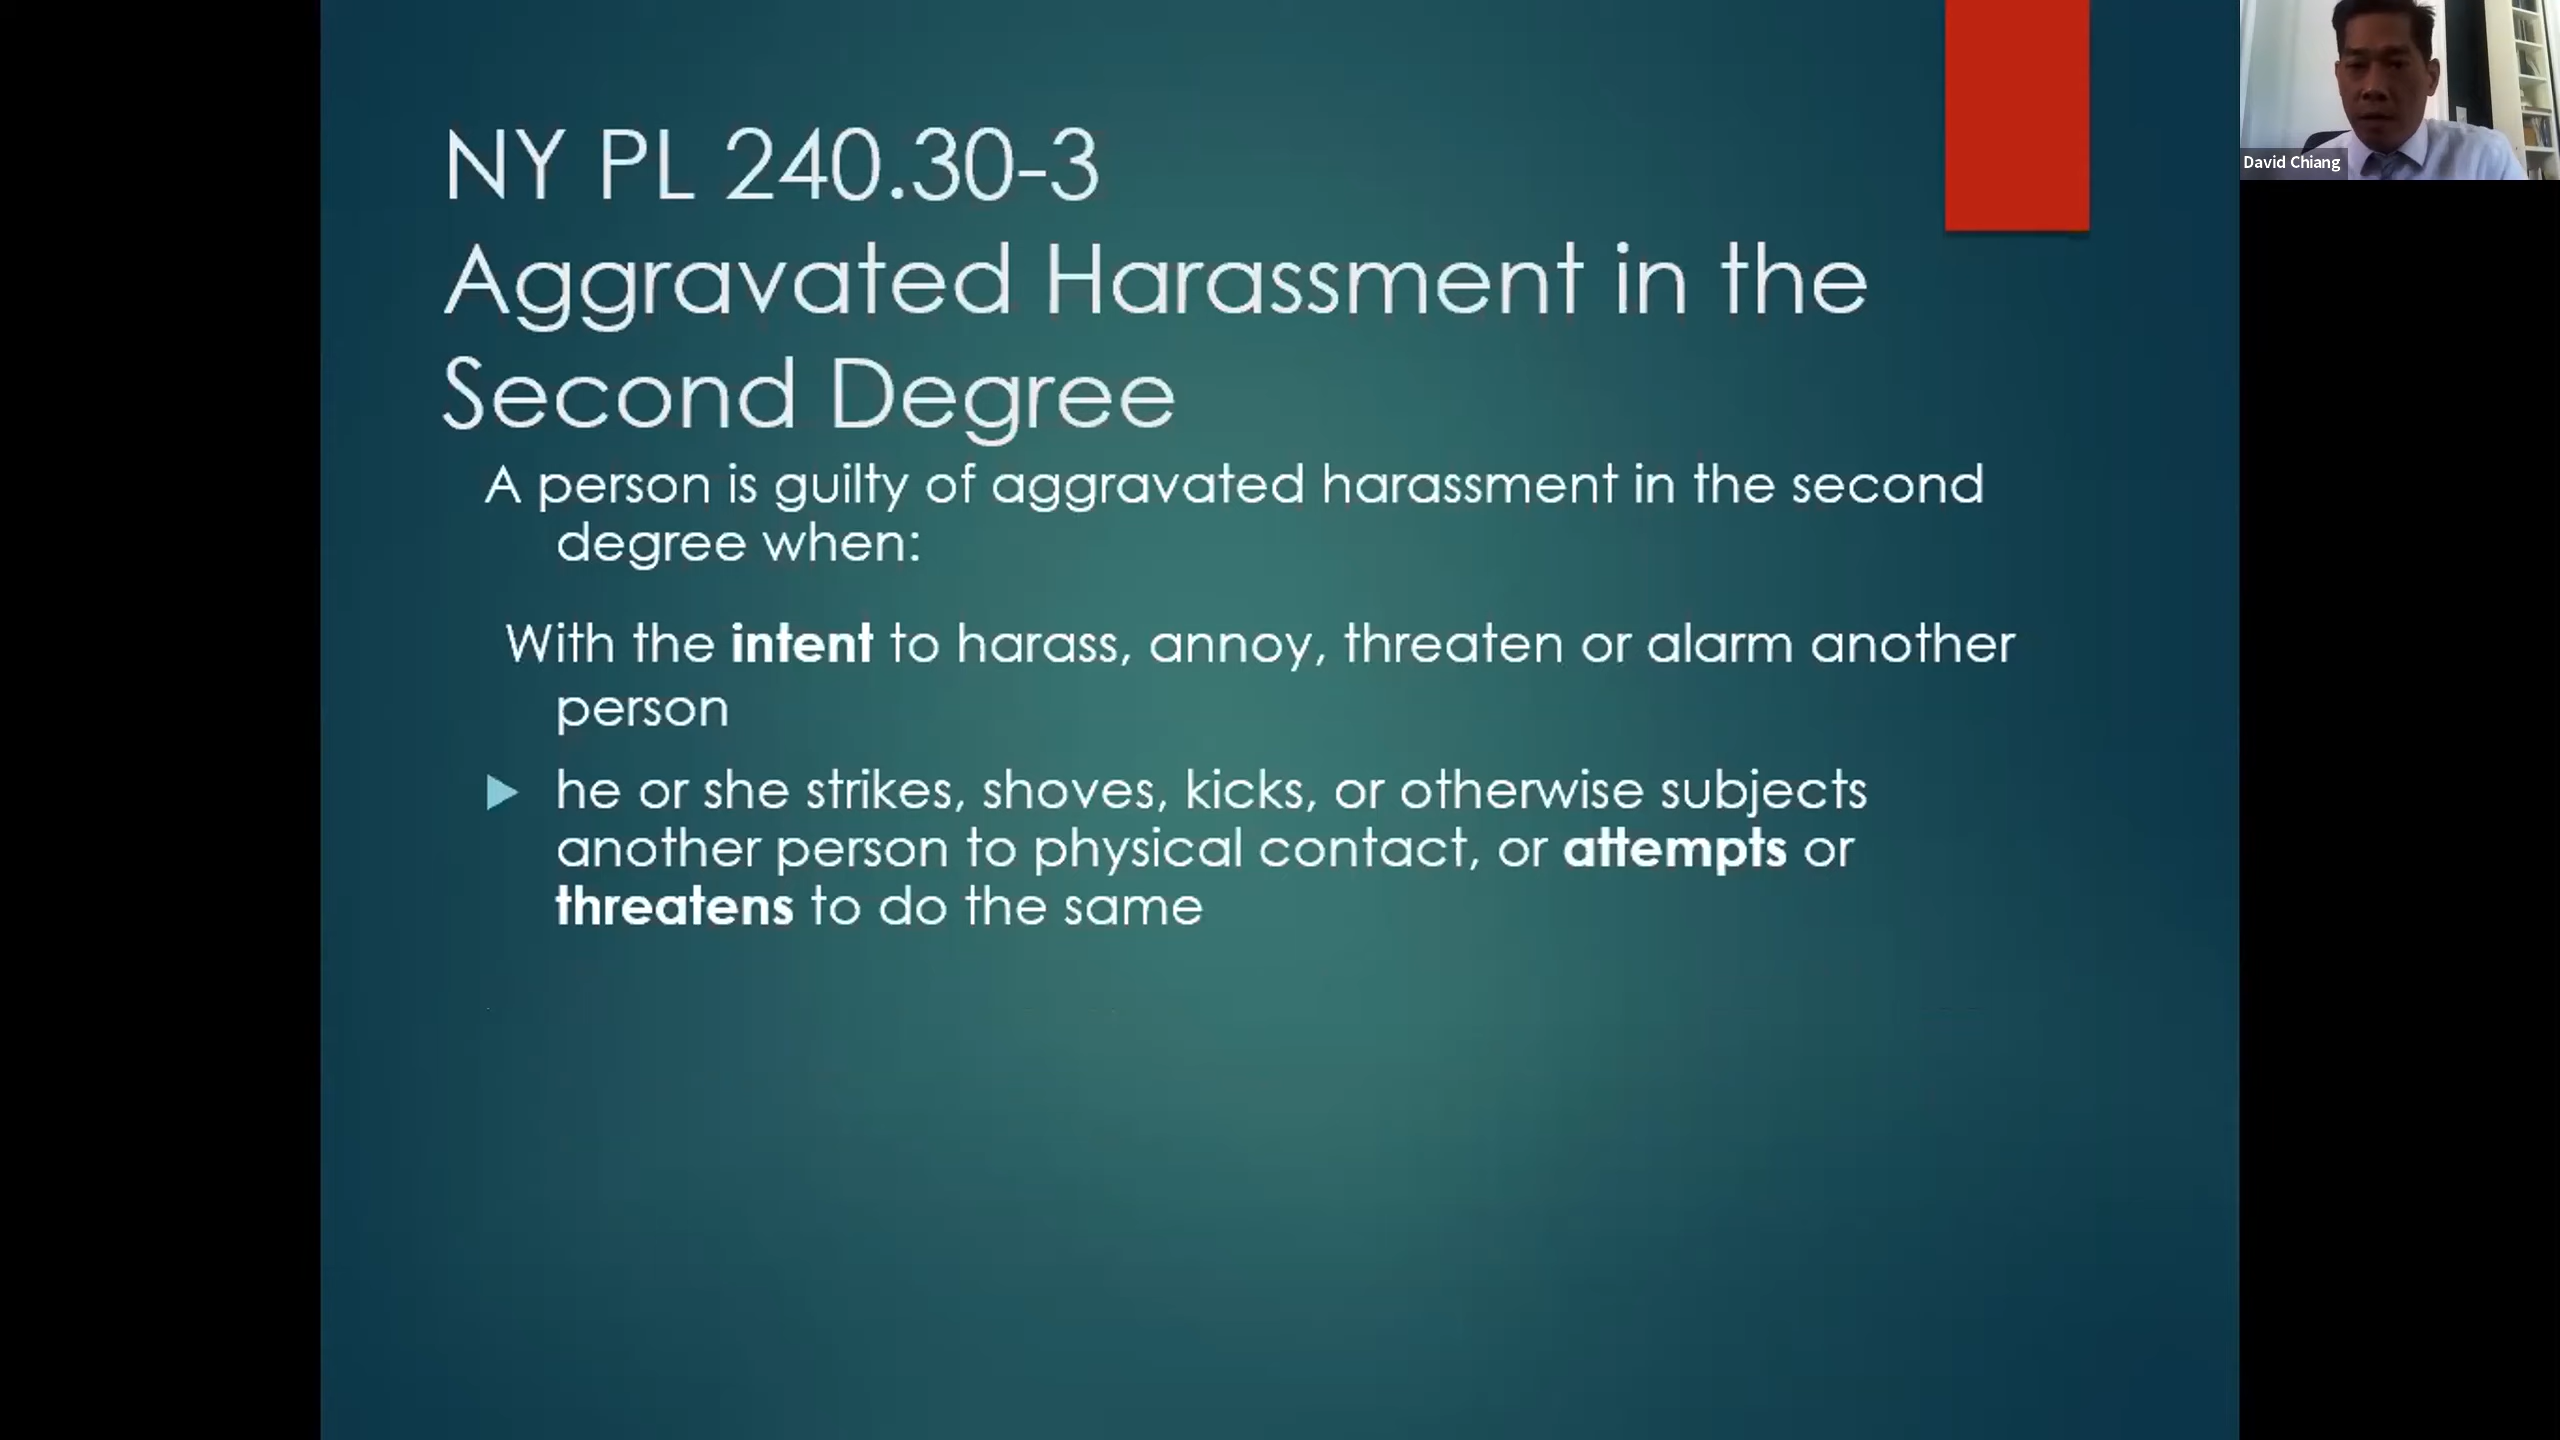 NY PL 240.30-3
Aggravated Harassment in the
Second Degree
A person is guilty of aggravated harassment in the second
degree when:
With the intent to harass, annoy, threaten or alarm another
person
he or she strikes, shoves, kicks, or otherwise subjects
another person to physical contact, or attempts or
threatens to do the same
David Chiang